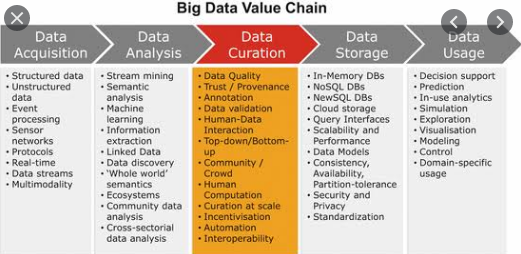 Big Data Value Chain
Data
Acquisition
Data
Analysis
Data
Curation
Data
Storage
Data
Usage
• Structured data
• Unstructured
data
• Event
processing
• Sensor
networks
• Protocols
• Real-time
• Data streams
• Multimodality
• Stream mining
• Semantic
analysis
• Machine
learning
• Information
extraction
• Linked Data
• Data discovery
• 'Whole world'
semantics
• Ecosystems
• Community data
analysis
• Cross-sectorial
data analysis
• Data Quality
• Trust / Provenance
• Annotation
• Data validation
• Human-Data
Interaction
• Top-down/Bottom-
up
• Community /
Crowd
• Human
Computation
• Curation at scale
• Incentivisation
• Automation
• Interoperability
• In-Memory DBs
• NoSQL DBs
• NewSQL DBs
• Cloud storage
• Query Interfaces
• Scalability and
Performance
• Data Models
• Consistency,
Availability,
Partition-tolerance
• Security and
Privacy
• Standardization
• Decision support
• Prediction
• In-use analytics
• Simulation
• Exploration
• Visualisation
• Modeling
• Control
• Domain-specific
usage